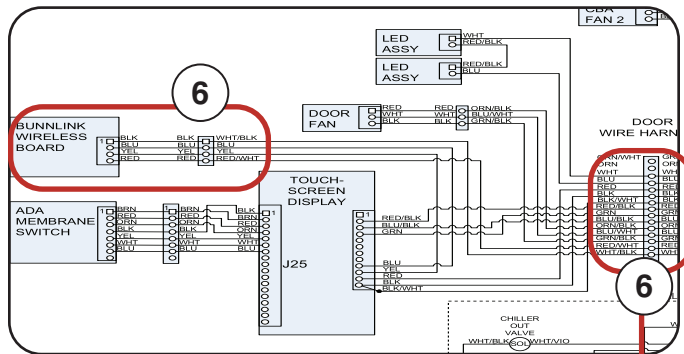 CBA
FAN 2
LED
ASSY
WHT
RED/BLK
LED
ASSY
RED/BLK
BLU
6
DOOR
FAN
RED
WHT
BLK
RED
WHT
BLK
ORN/BLK
BLU/WHT
GRN/BLK
BUNNLINK
WIRELESS
BOARD
1
BLK
BLU
YEL
RED
BLK
BLU
YEL
RED
WHT/BLK
BLU
YEL
RED/WHT
DOOR
WIRE HARN
GRN/WHT
ORN
WHT
BLU
RED
BLK
BLK/WHT
RED/BLK
GRN
BLU/BLK
ORN/BLK
BLU/WHT
GRN/BLK
RED/WHT
WHT/BLK
TOUCH-
SCREEN
DISPLAY
ADA
MEMBRANE
SWITCH
1
BRN
RED
ORN
BLK
YEL
WHT
BLU
1
BRN
RED
ORN
BLK
YEL
WHT
BLU
BLK
BRN
RED
ORN
YEL
WHT
BLU
1
J25
1
RED/BLK
BLU/BLK
GRN
BLU
YEL
RED
BLK
BLK/WHT
6
CHILLER
OUT
VALVE
WHT/BLK
SOL
WHT/VIO